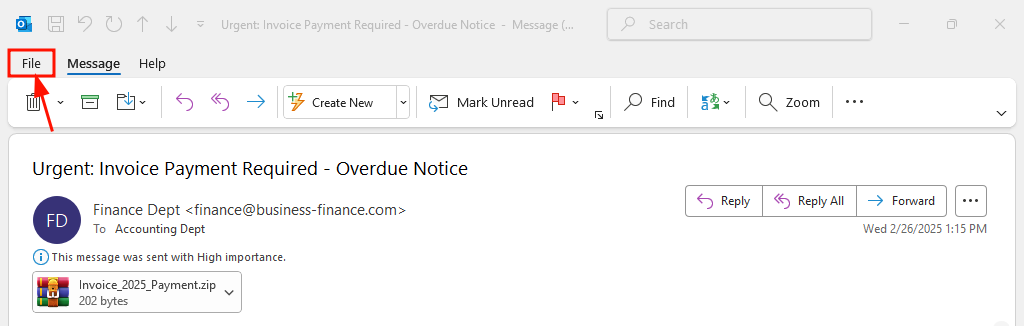 Urgent: Invoice Payment Required - Overdue Notice - Message (...
Search
File Message Help
Create New Mark Unread Find Zoom
Urgent: Invoice Payment Required - Overdue Notice
FD
Finance Dept <finance@business-finance.com>
To Accounting Dept
Reply Reply All Forward
Wed 2/26/2025 1:15 PM
This message was sent with High importance.
Invoice_2025_Payment.zip
202 bytes